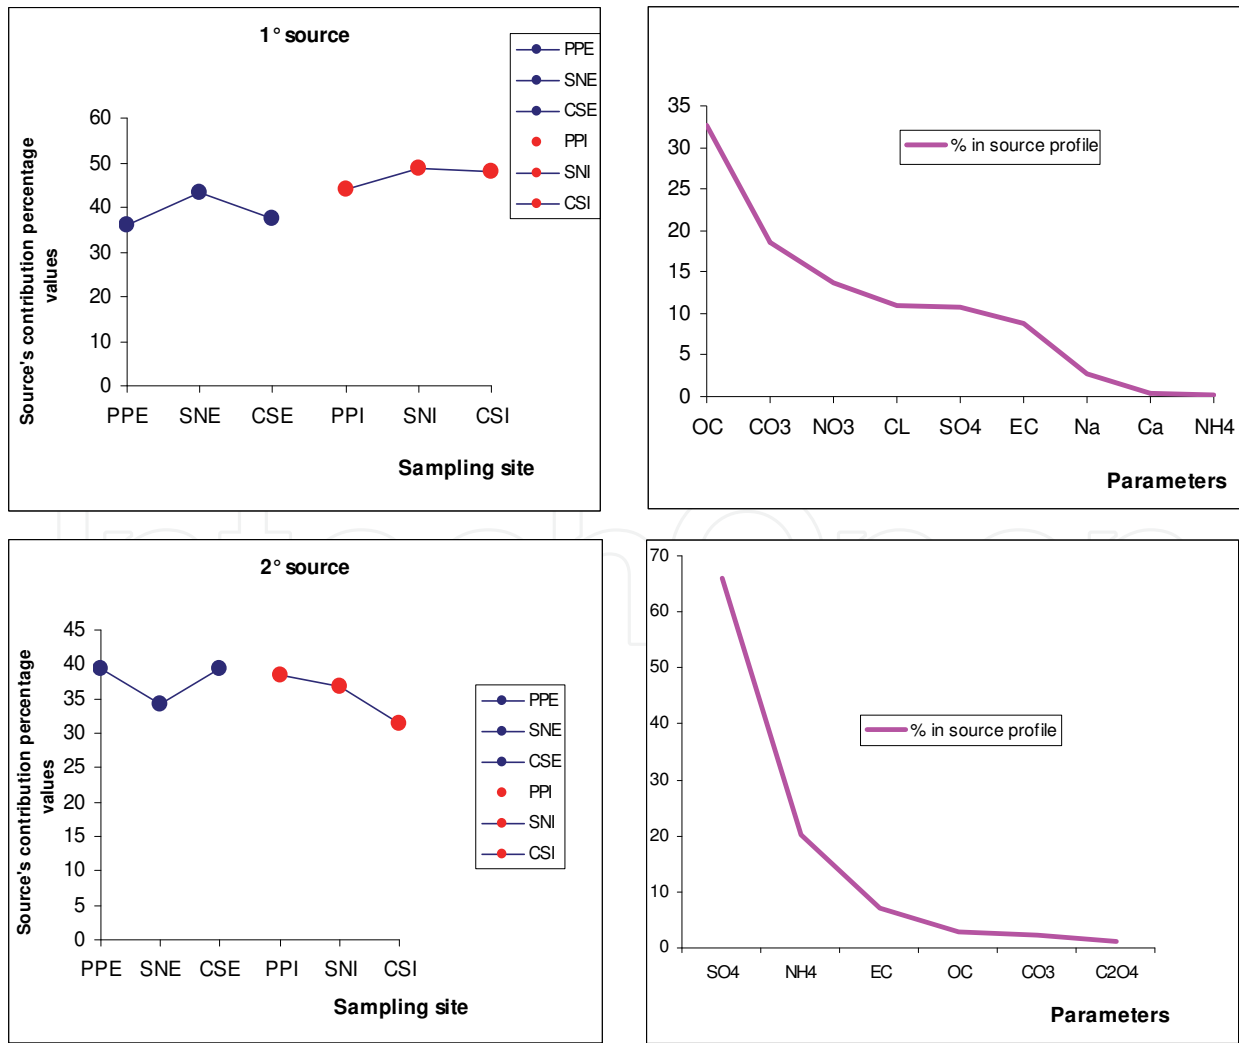 1° source
PPE
SNE
CSE
PPI
SNI
CSI
Source's contribution percentage
values
60
50
40
30
20
10
0
PPE SNE CSE PPI SNI CSI
Sampling site
35
30
25
20
15
10
5
0
% in source profile
OC CO3 NO3 CL SO4 EC Na Ca NH4
Parameters
2° source
Source's contribution percentage
values
45
40
35
30
25
20
15
10
5
0
PPE
SNE
CSE
PPI
SNI
CSI
PPE SNE CSE PPI SNI CSI
Sampling site
70
60
50
40
30
20
10
0
% in source profile
SO4 NH4 EC OC CO3 C2O4
Parameters
IntechOpen